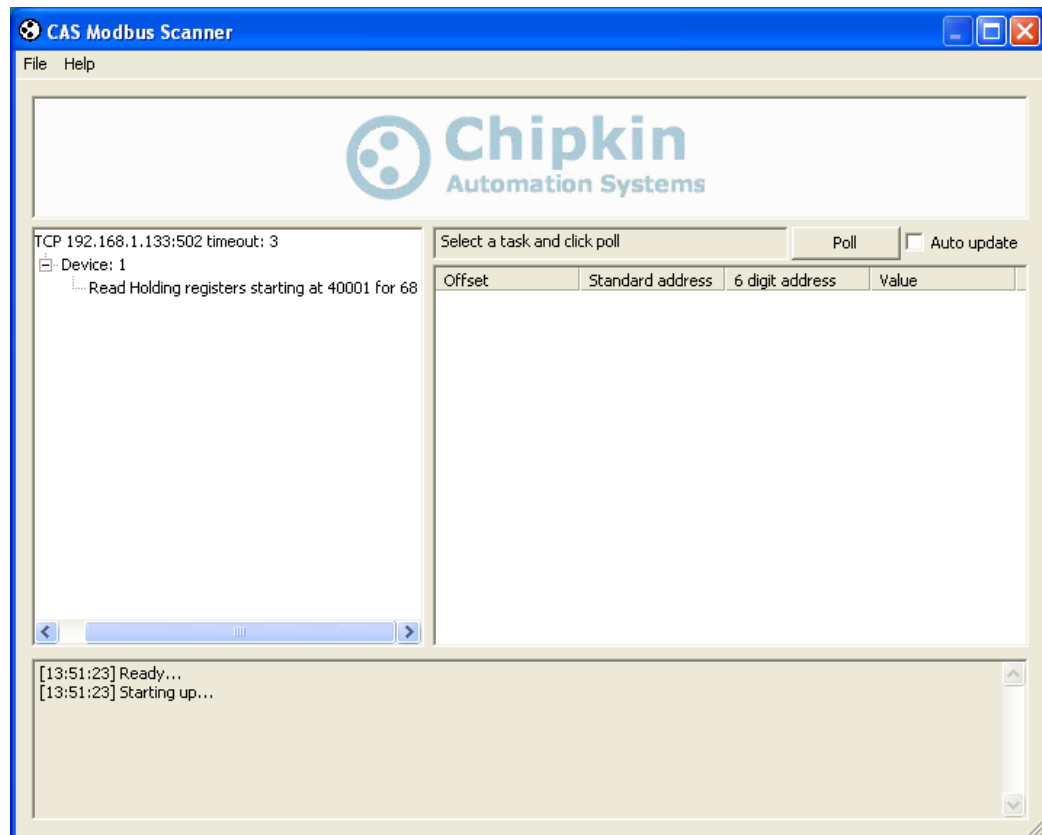 CAS Modbus Scanner
File Help
Chipkin
Automation Systems
TCP 192.168.1.133:502 timeout: 3
Device: 1
Read Holding registers starting at 40001 for 68
Select a task and click poll
Poll
Auto update
Offset Standard address 6 digit address Value
[13:51:23] Ready...
[13:51:23] Starting up...